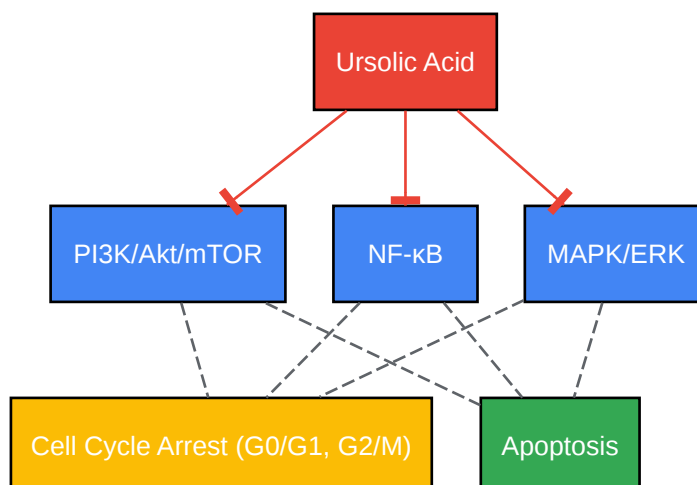 Ursolic Acid
PI3K/Akt/mTOR
NF-κB
MAPK/ERK
Cell Cycle Arrest (G0/G1, G2/M)
Apoptosis